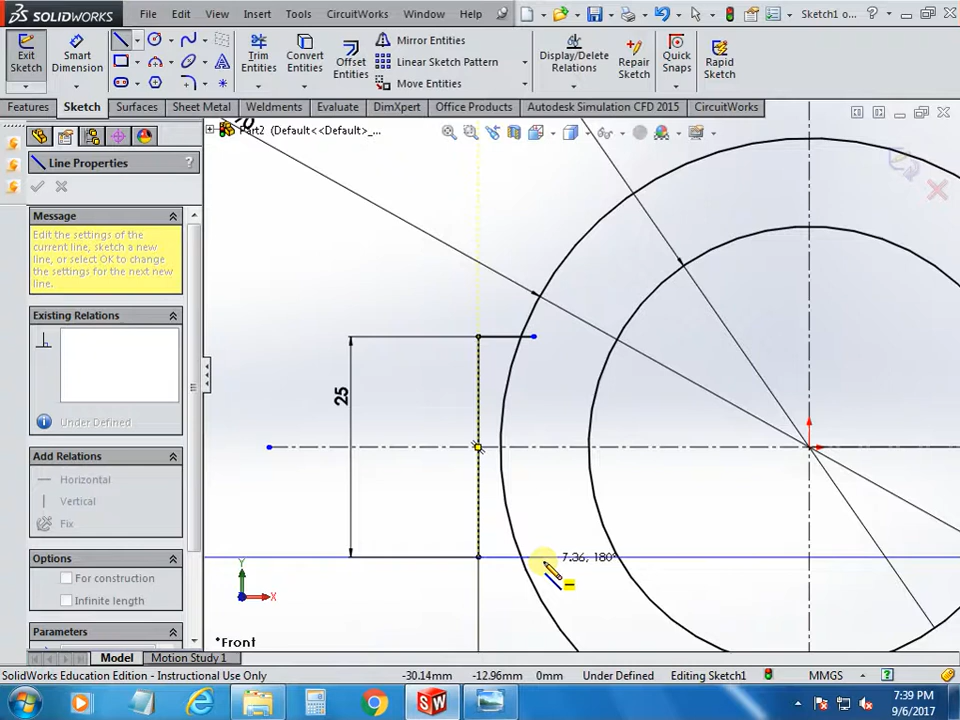 SOLIDWORKS File Edit View Insert Tools CircuitWorks Window Help Sketch1 o... ?
Exit Sketch
Smart Dimension
Trim Entities
Convert Entities
Offset Entities
Mirror Entities
Linear Sketch Pattern
Move Entities
Display/Delete Relations
Repair Sketch
Quick Snaps
Rapid Sketch
Features Sketch Surfaces Sheet Metal Weldments Evaluate DimXpert Office Products Autodesk Simulation CFD 2015 CircuitWorks
Part2 (Default<<Default>_...
Line Properties ?
Message
Edit the settings of the
current line, sketch a new
line, or select OK to change
the settings for the next new
line.
Existing Relations
Under Defined
Add Relations
Horizontal
Vertical
Fix
Options
For construction
Infinite length
Parameters
25
7.36, 180°
Y
X
*Front
Model Motion Study 1
SolidWorks Education Edition - Instructional Use Only -30.14mm -12.96mm 0mm Under Defined Editing Sketch1 MMGS
7:39 PM
9/6/2017